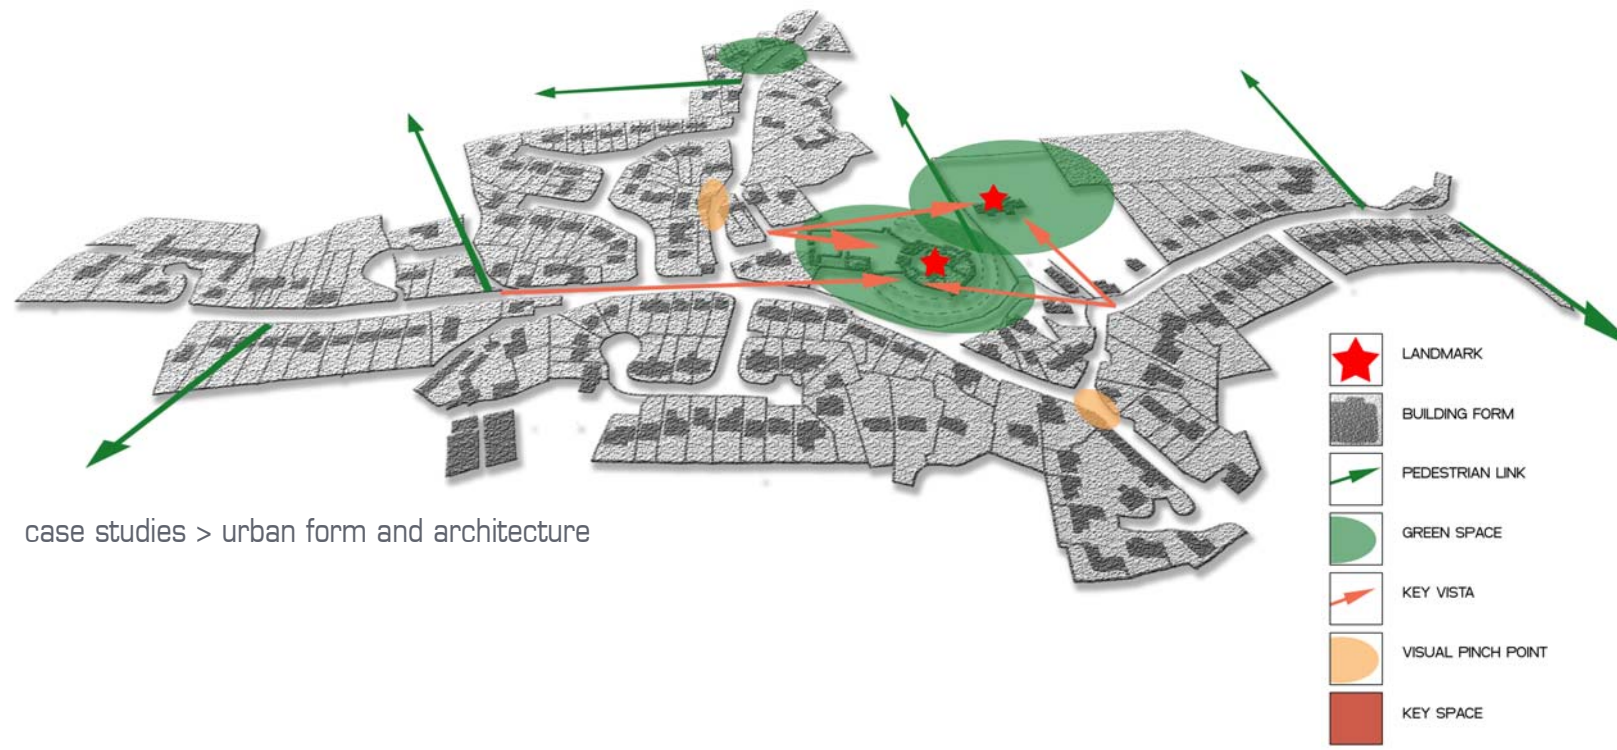 LANDMARK
BUILDING FORM
PEDESTRIAN LINK
case studies > urban form and architecture
GREEN SPACE
KEY VISTA
VISUAL PINCH POINT
KEY SPACE